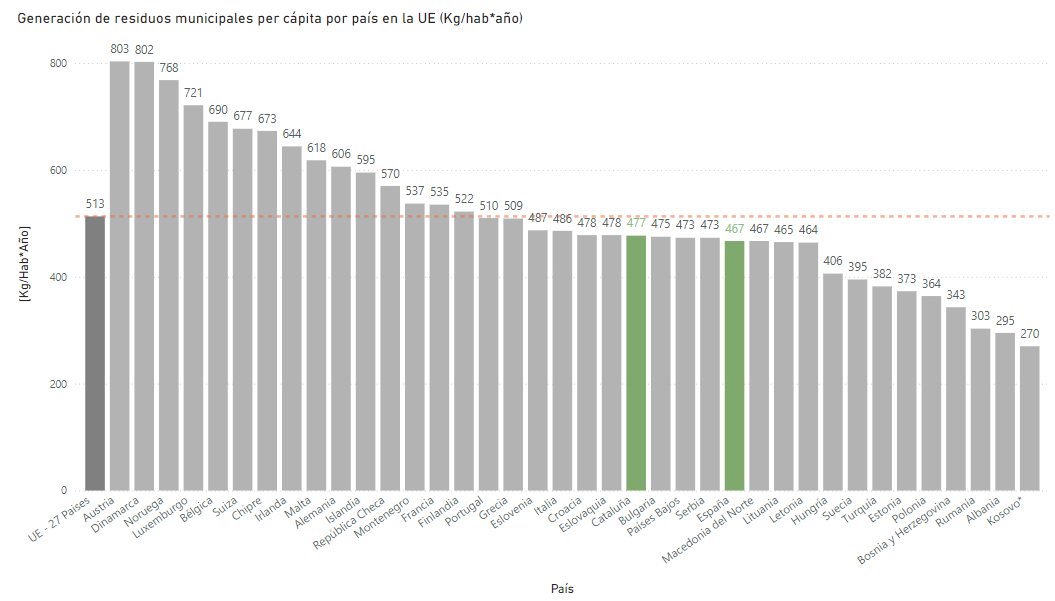 Generación de residuos municipales per cápita por país en la UE (Kg/hab*año)
803 802
768
721
690
677 673
644
618 606 595
570
537 535 522
513
510 509
487 486 478 478 477 475 473 473 467 467 465 464
406 395
382 373 364
343
303 295
270
800
600
400
200
0
[Kg/Hab*Año]
UE - 27 Paises
Austria
Dinamarca
Noruega
Luxemburgo
Bélgica
Suiza
Chipre
Irlanda
Malta
Alemania
Islandia
República Checa
Montenegro
Francia
Finlandia
Portugal
Grecia
Eslovenia
Italia
Croacia
Eslovaquia
Cataluña
Bulgaria
Países Bajos
Serbia
España
Macedonia del Norte
Lituania
Letonia
Hungría
Suecia
Turquía
Estonia
Polonia
Bosnia y Herzegovina
Rumanía
Albania
Kosovo*
País